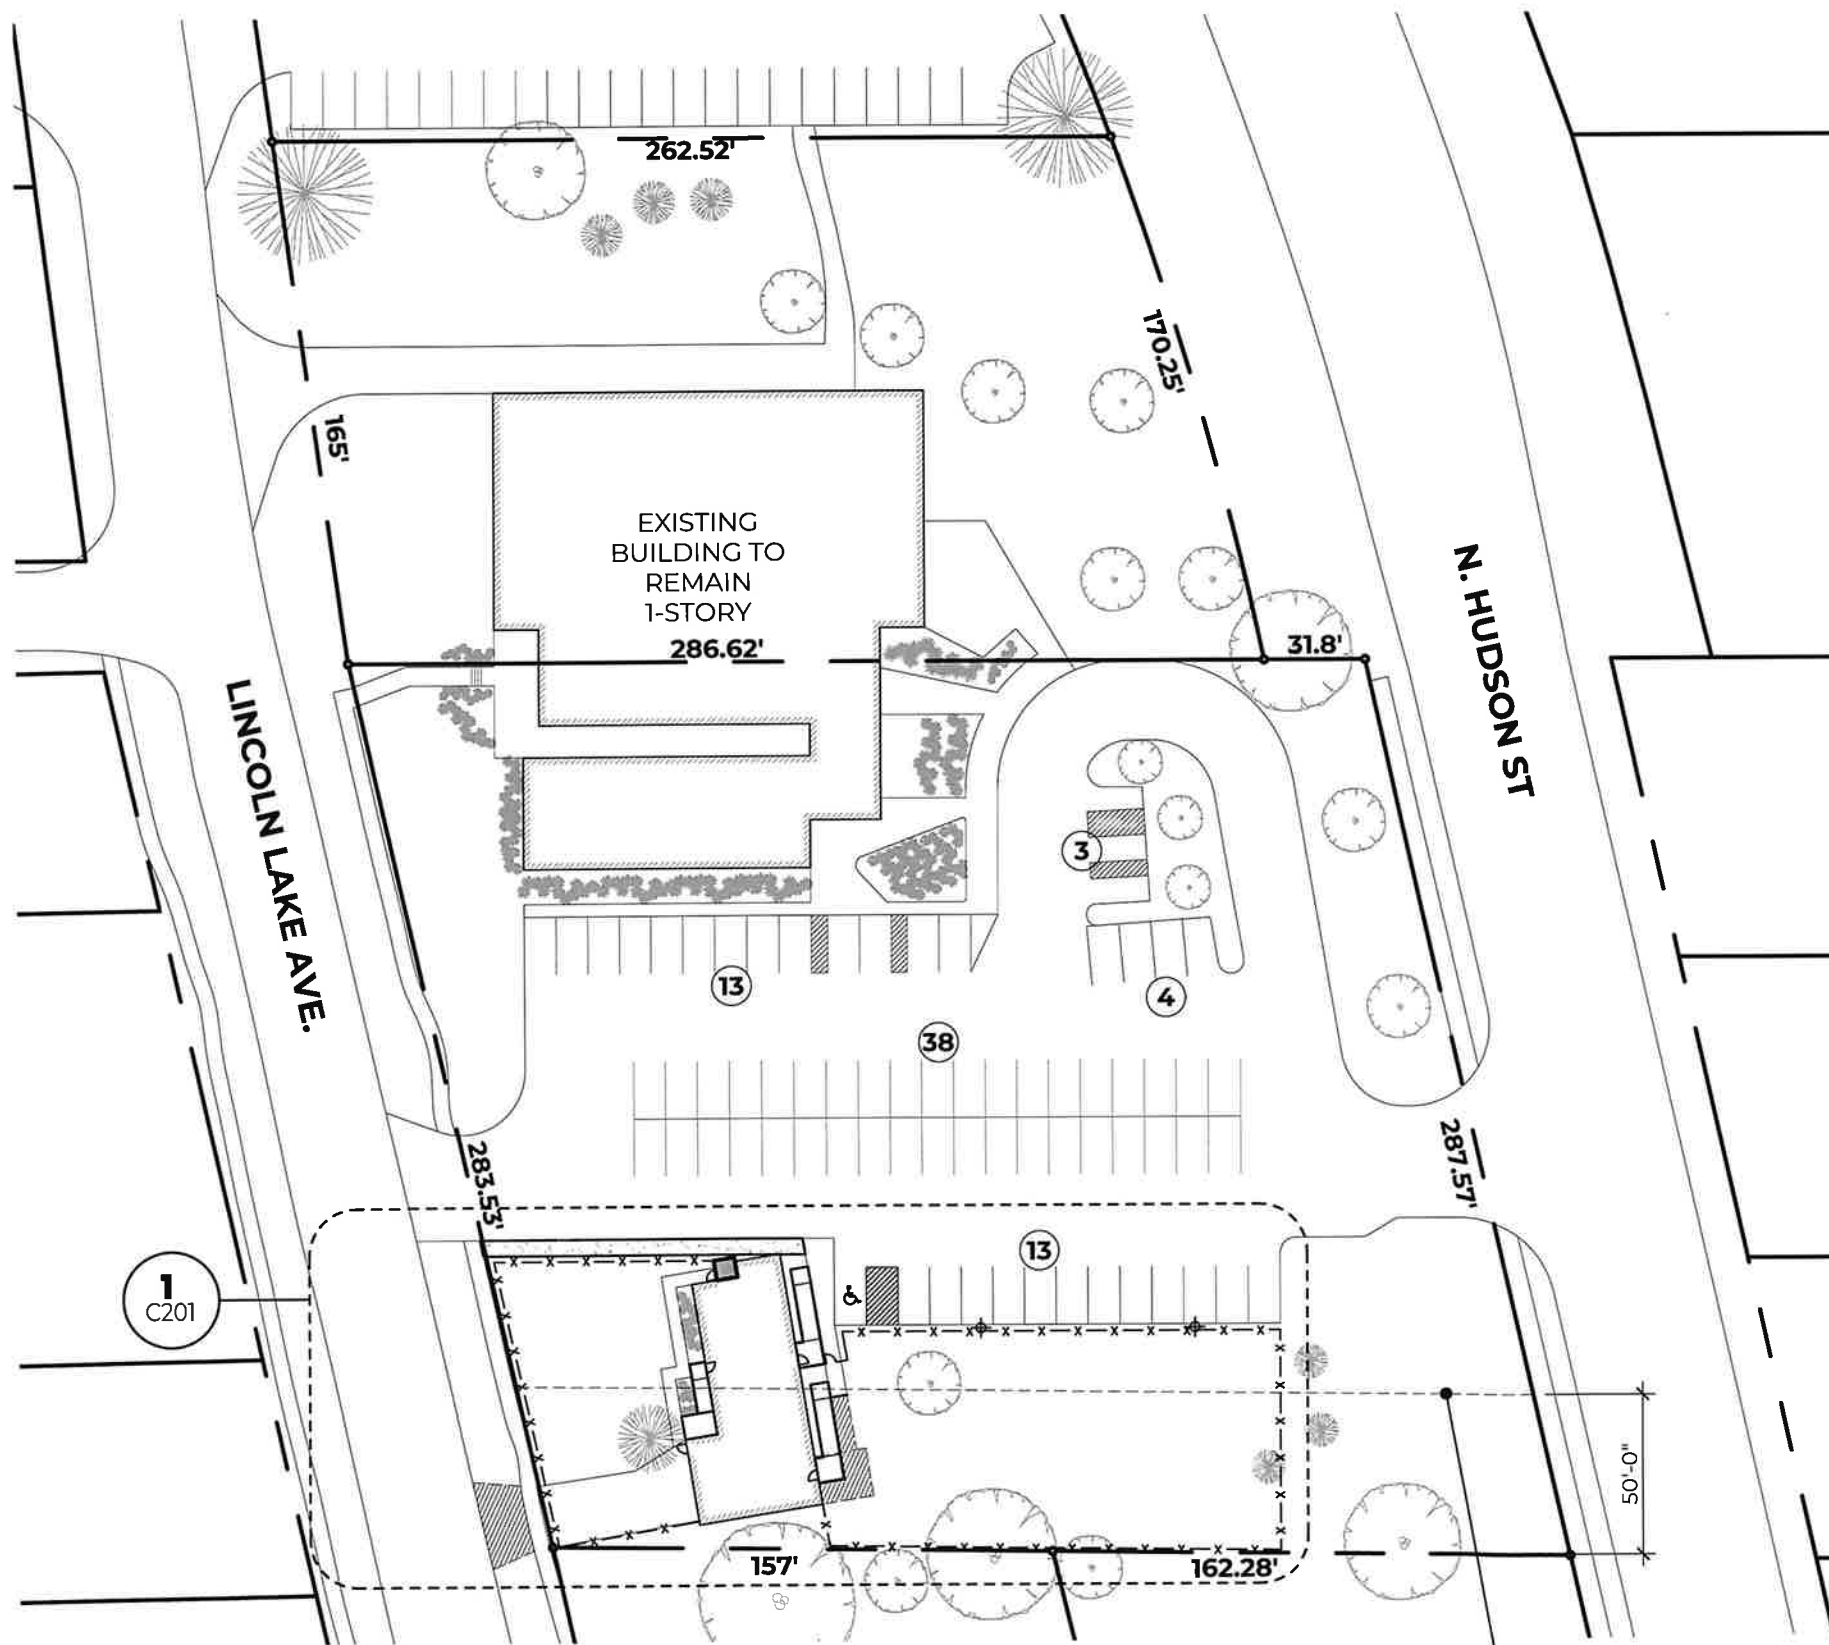 262.52'
170.25'
165'
EXISTING
BUILDING TO
REMAIN
1-STORY
286.62'
31.8'
N. HUDSON ST
LINCOLN LAKE AVE.
3
13
4
38
283.53'
287.57'
13
1
C201
50'-0"
157'
162.28'